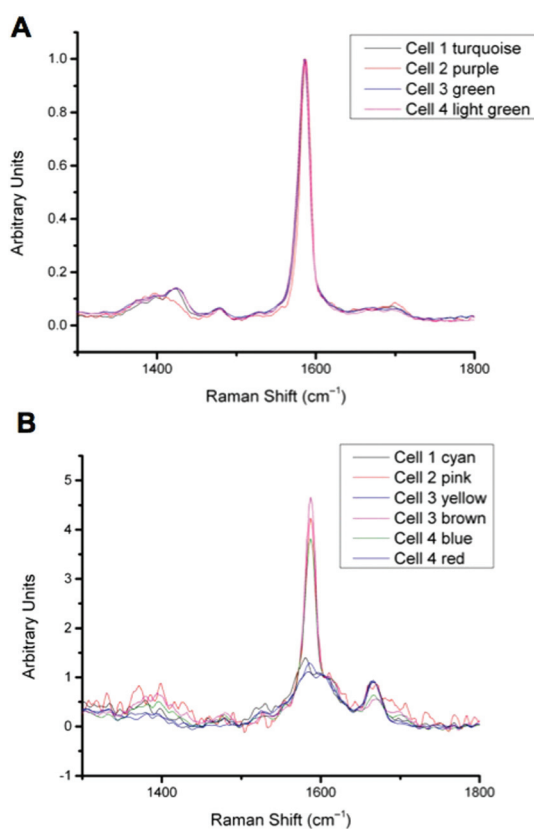 A
Cell 1 turquoise
Cell 2 purple
Cell 3 green
Cell 4 light green
Arbitrary Units
1.0
0.8
0.6
0.4
0.2
0.0
1400 1600 1800
Raman Shift (cm⁻¹)
B
Cell 1 cyan
Cell 2 pink
Cell 3 yellow
Cell 3 brown
Cell 4 blue
Cell 4 red
Arbitrary Units
5
4
3
2
1
0
-1
1400 1600 1800
Raman Shift (cm⁻¹)